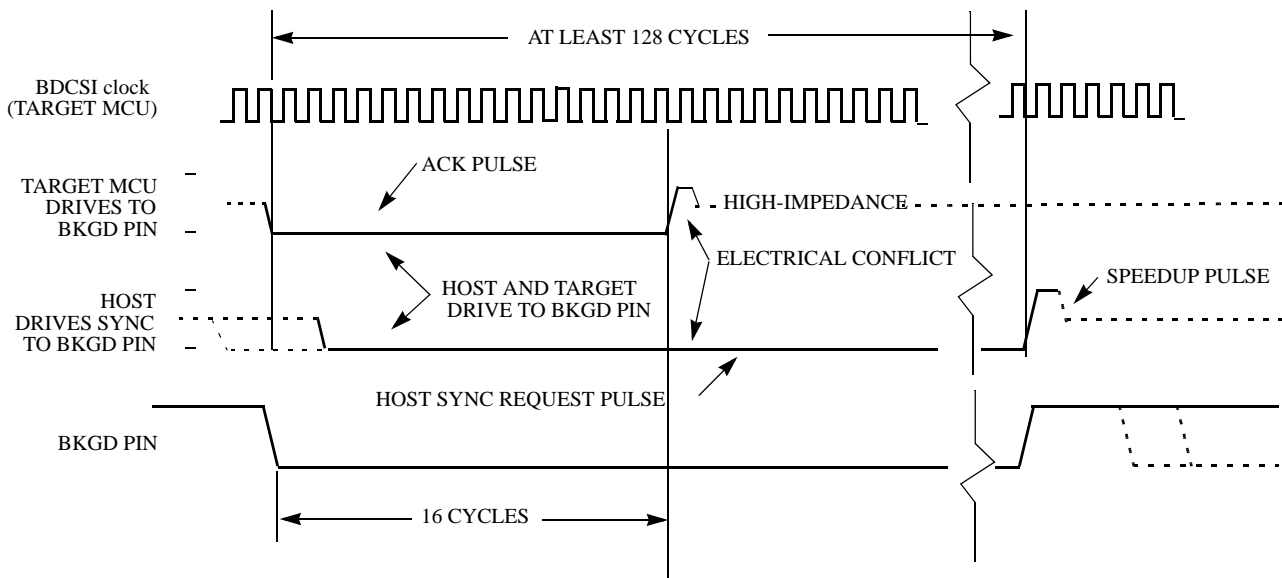 AT LEAST 128 CYCLES
BDCSI clock
(TARGET MCU)
ACK PULSE
TARGET MCU
DRIVES TO
BKGD PIN
HIGH-IMPEDANCE
ELECTRICAL CONFLICT
HOST AND TARGET
DRIVE TO BKGD PIN
SPEEDUP PULSE
HOST
DRIVES SYNC
TO BKGD PIN
HOST SYNC REQUEST PULSE
BKGD PIN
16 CYCLES